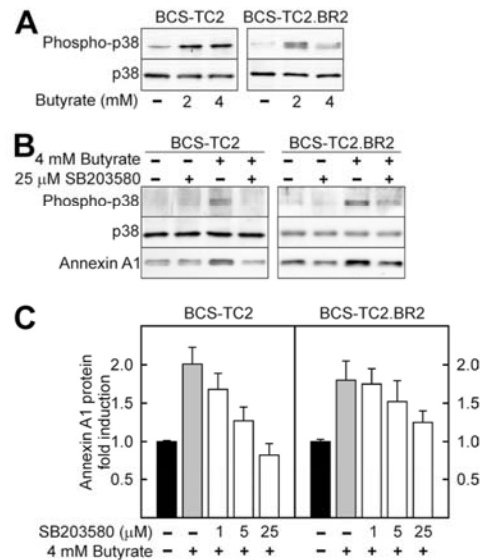 A
BCS-TC2 BCS-TC2.BR2
Phospho-p38
p38
Butyrate (mM) – 2 4 – 2 4
B
BCS-TC2 BCS-TC2.BR2
4 mM Butyrate – – + + – – + +
25 μM SB203580 – + – + – + – +
Phospho-p38
p38
Annexin A1
C
BCS-TC2 BCS-TC2.BR2
Annexin A1 protein
fold induction
2.0 2.0
1.5 1.5
1.0 1.0
0.5 0.5
SB203580 (μM) – – 1 5 25 – – 1 5 25
4 mM Butyrate – + + + + – + + + +